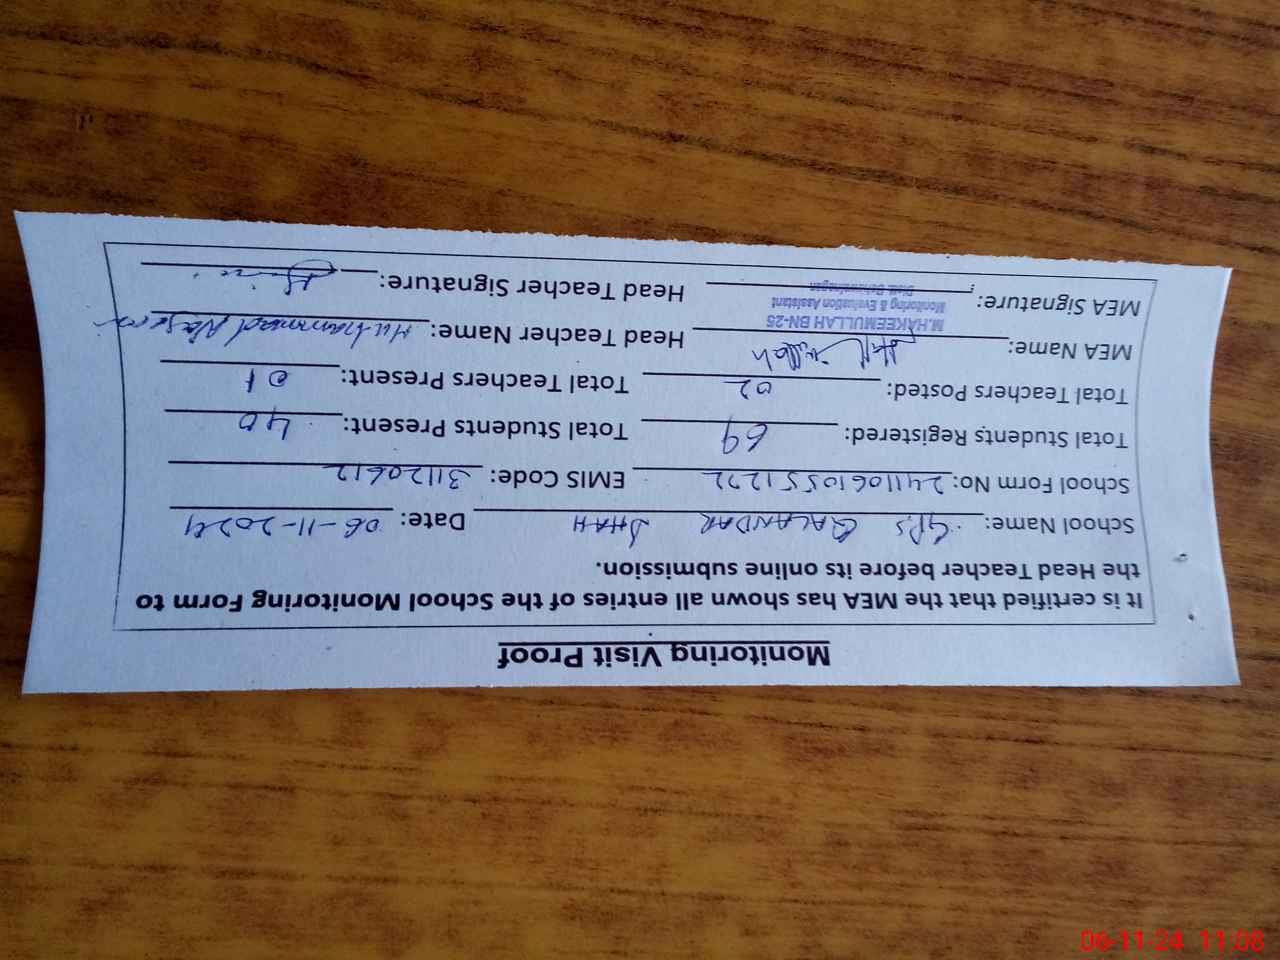 Monitoring Visit Proof
It is certified that the MEA has shown all entries of the School Monitoring Form to
the Head Teacher before its online submission.
School Name: GPS QALANDAR SHAH Date: 06-11-2024
School Form No: 24110610551272 EMIS Code: 31120612
Total Students Registered: 69 Total Students Present: 40
Total Teachers Posted: 02 Total Teachers Present: 01
MEA Name: Head Teacher Name: Muhammad Naseem
M.HAKEEMULLAH BN-25
Monitoring & Evaluation Assistant
MEA Signature: Head Teacher Signature:
06-11-24 11:08